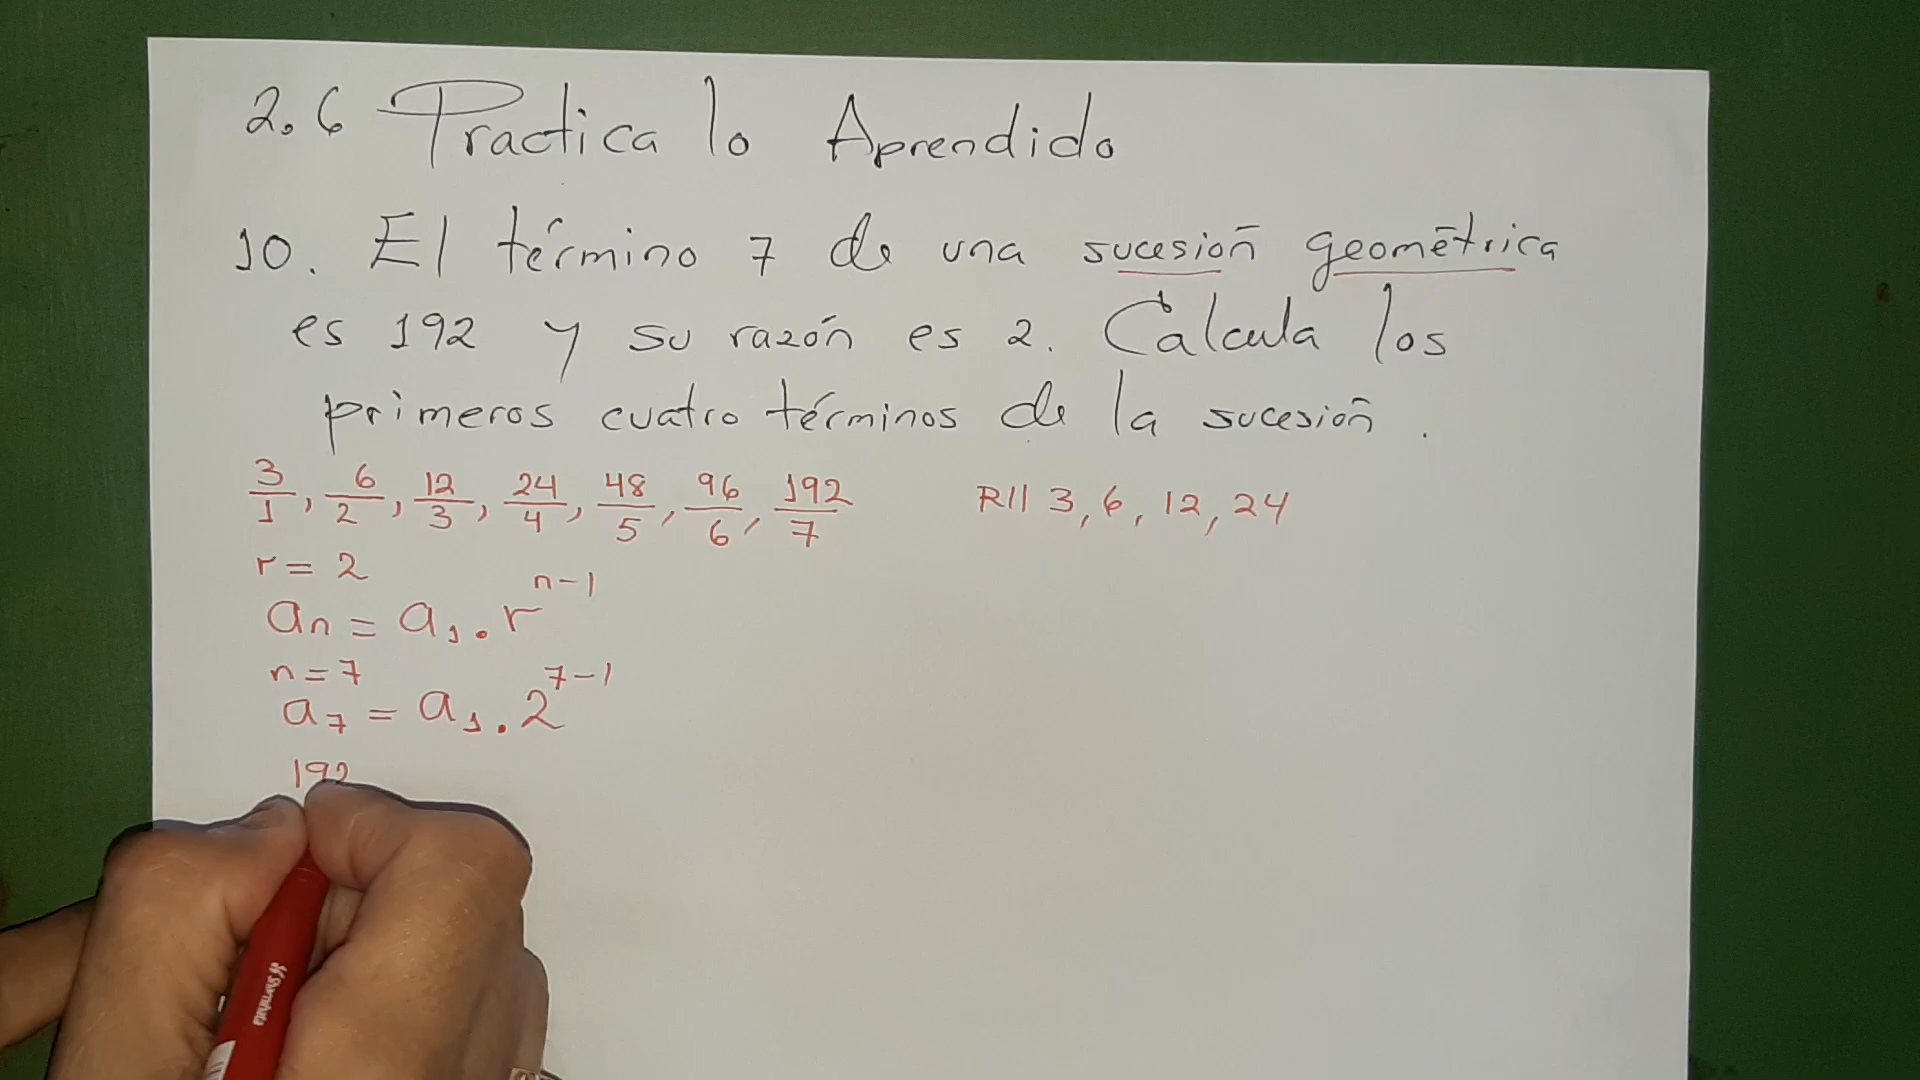 2.6 Practica lo Aprendido
10. El término 7 de una sucesión geométrica
es 192 y su razón es 2. Calcula los
primeros cuatro términos de la sucesión.
3/1, 6/2, 12/3, 24/4, 48/5, 96/6, 192/7 R// 3, 6, 12, 24
r = 2
an = a1 . r^n-1
n = 7
a7 = a1 . 2^7-1
192